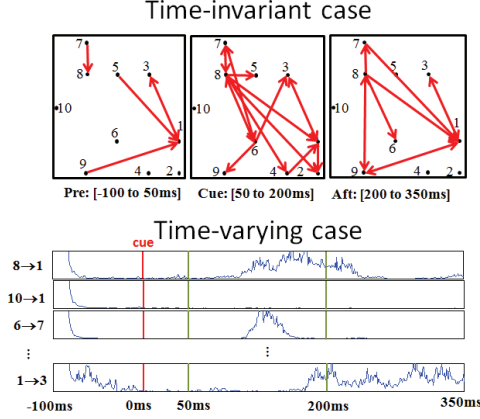 Time-invariant case
7 8 5 3 10 1 6 9 4 2
7 8 5 3 10 1 6 9 4 2
7 8 5 3 10 1 6 9 4 2
Pre: [-100 to 50ms] Cue: [50 to 200ms] Aft: [200 to 350ms]
Time-varying case
cue
8→1
10→1
6→7
⋮ ⋮
1→3
-100ms 0ms 50ms 200ms 350ms